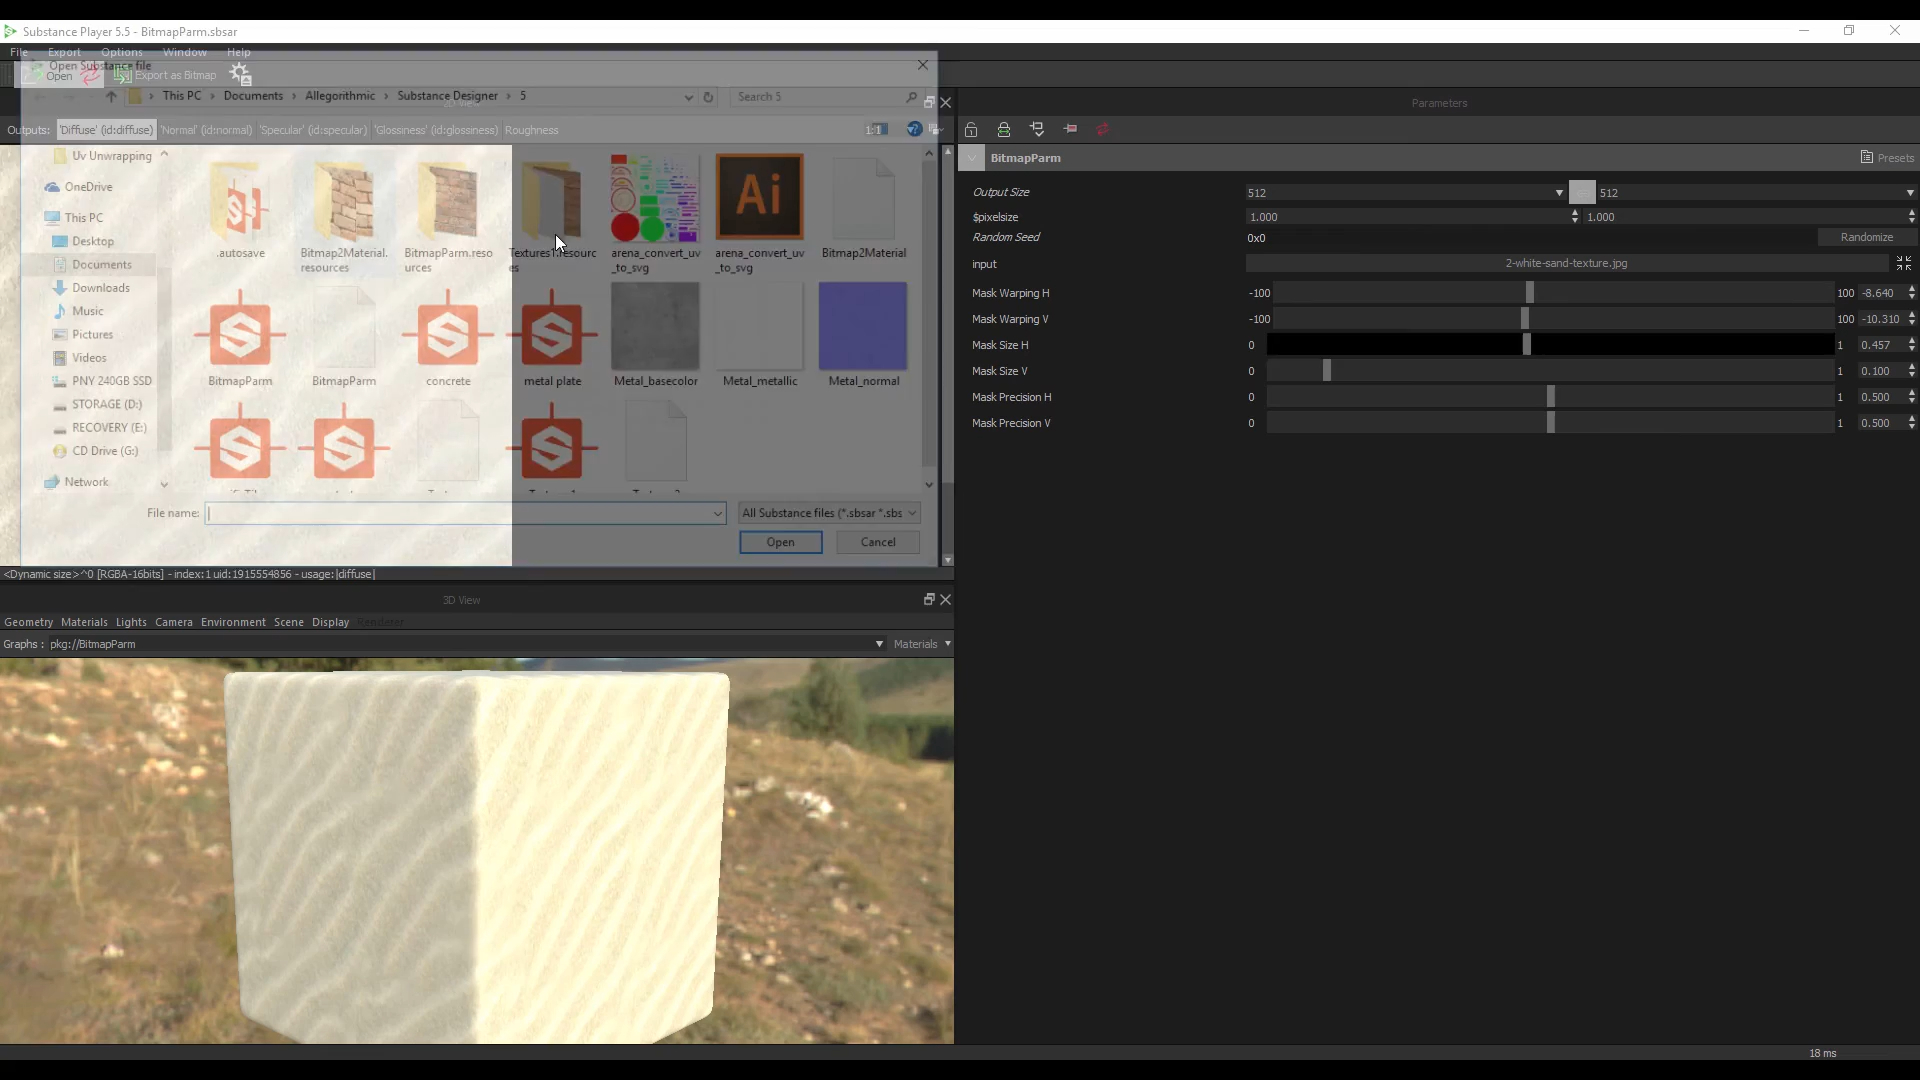 Substance Player 5.5 - BitmapParm.sbsar
File Export Options Window Help
Open Substance file
Open Export as Bitmap
This PC > Documents > Allegorithmic > Substance Designer > 5
Search 5
Parameters
Outputs: 'Diffuse' (id:diffuse) 'Normal' (id:normal) 'Specular' (id:specular) 'Glossiness' (id:glossiness) Roughness
1:1
BitmapParm
Presets
Uv Unwrapping
OneDrive
This PC
Desktop
Documents
Downloads
Music
Pictures
Videos
PNY 240GB SSD
STORAGE (D:)
RECOVERY (E:)
CD Drive (G:)
Network
.autosave
Bitmap2Material.
resources
BitmapParm.reso
urces
Textures1.resourc
es
arena_convert_uv
_to_svg
Ai
arena_convert_uv
_to_svg
Bitmap2Material
BitmapParm
BitmapParm
concrete
metal plate
Metal_basecolor
Metal_metallic
Metal_normal
File name:
All Substance files (*.sbsar *.sbs
Open
Cancel
Output Size 512 512
$pixelsize 1.000 1.000
Random Seed 0x0 Randomize
input 2-white-sand-texture.jpg
Mask Warping H -100 100 -8.640
Mask Warping V -100 100 -10.310
Mask Size H 0 1 0.457
Mask Size V 0 1 0.100
Mask Precision H 0 1 0.500
Mask Precision V 0 1 0.500
<Dynamic size>^0 [RGBA-16bits] - index:1 uid:1915554856 - usage:|diffuse|
3D View
Geometry Materials Lights Camera Environment Scene Display Renderer
Graphs : pkg://BitmapParm
Materials
18 ms